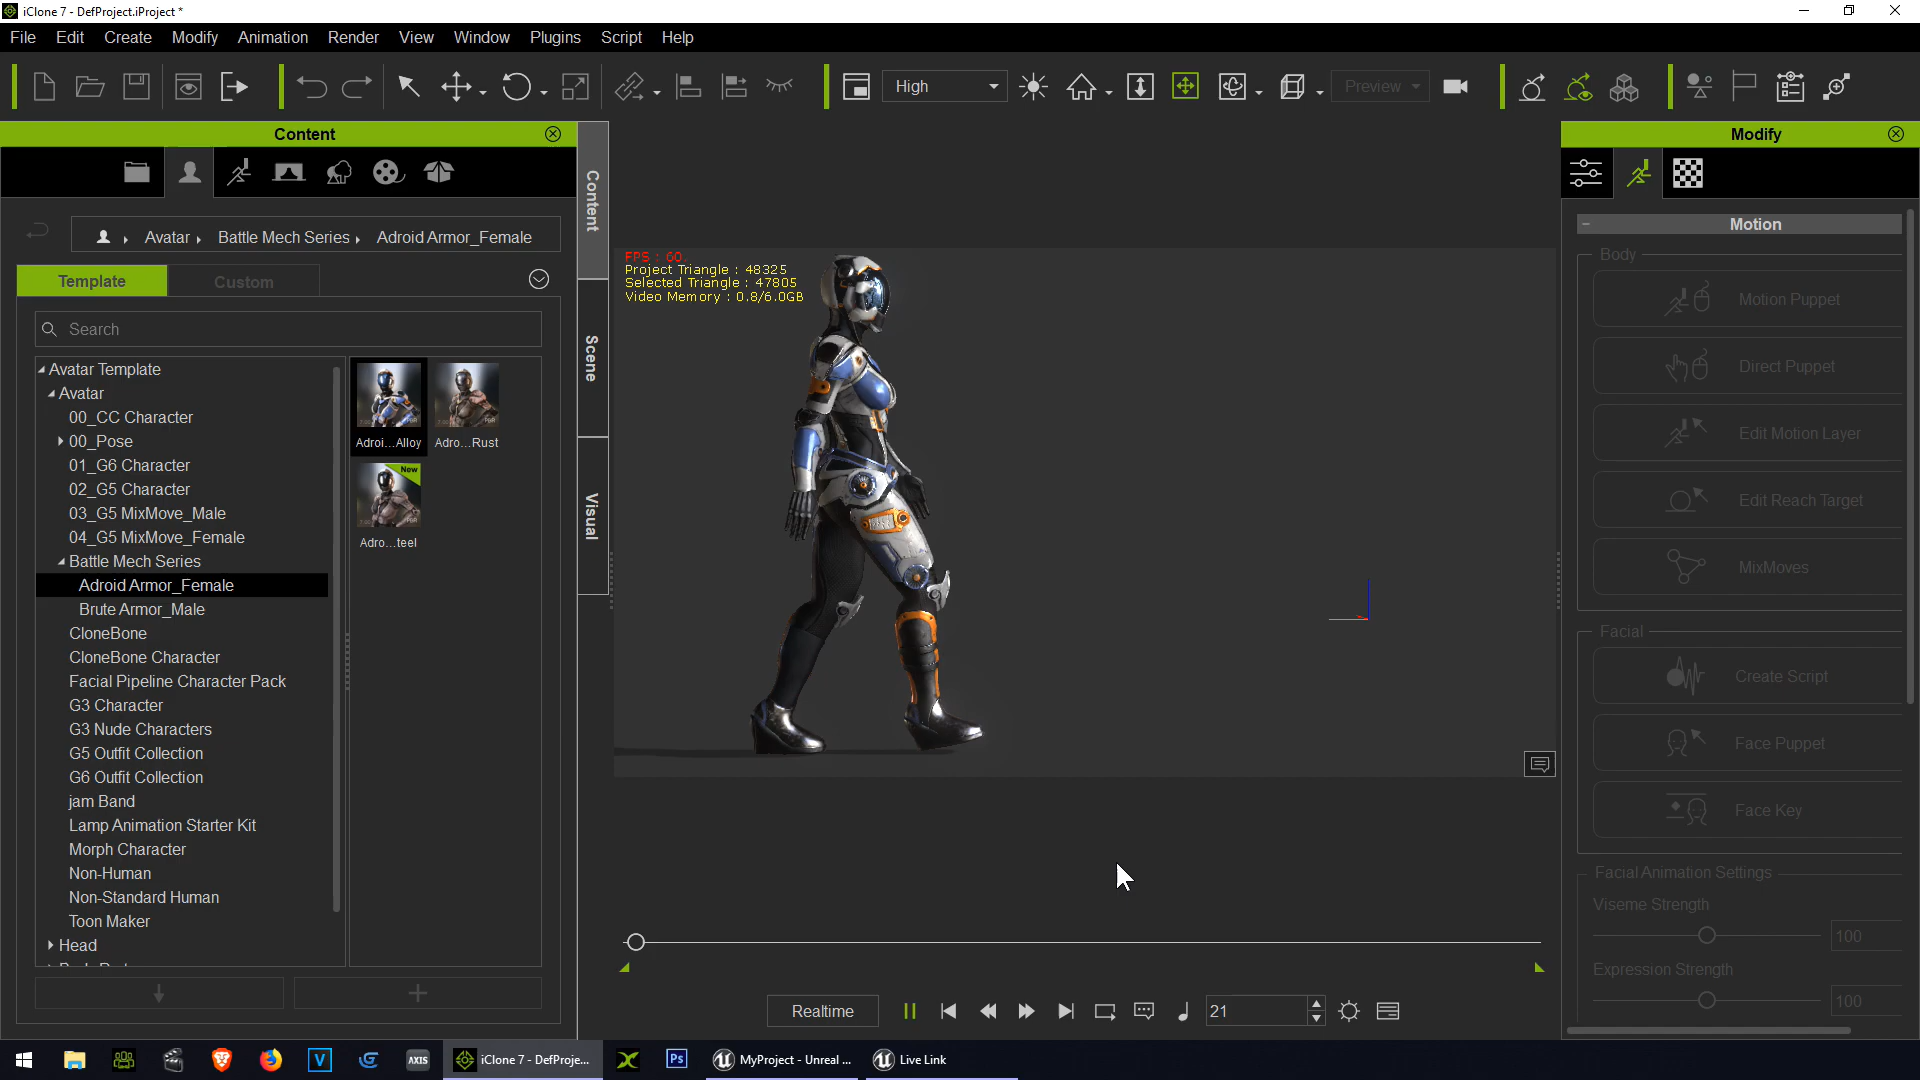 iClone 7 - DefProject.iProject *
File Edit Create Modify Animation Render View Window Plugins Script Help
High
Preview
Content
Avatar Battle Mech Series Adroid Armor_Female
Template Custom
Search
Avatar Template
Avatar
00_CC Character
00_Pose
01_G6 Character
02_G5 Character
03_G5 MixMove_Male
04_G5 MixMove_Female
Battle Mech Series
Adroid Armor_Female
Brute Armor_Male
CloneBone
CloneBone Character
Facial Pipeline Character Pack
G3 Character
G3 Nude Characters
G5 Outfit Collection
G6 Outfit Collection
jam Band
Lamp Animation Starter Kit
Morph Character
Non-Human
Non-Standard Human
Toon Maker
Head
Adroi...Alloy
Adro...Rust
New
Adro...teel
Content
Scene
Visual
FPS : 60
Project Triangle : 48325
Selected Triangle : 47805
Video Memory : 0.8/6.0GB
Realtime
21
Modify
Motion
Body
Motion Puppet
Direct Puppet
Edit Motion Layer
Edit Reach Target
MixMoves
Facial
Create Script
Face Puppet
Face Key
Facial Animation Settings
Viseme Strength
100
Expression Strength
100
V
AXIS
iClone 7 - DefProje...
Ps
MyProject - Unreal ...
Live Link